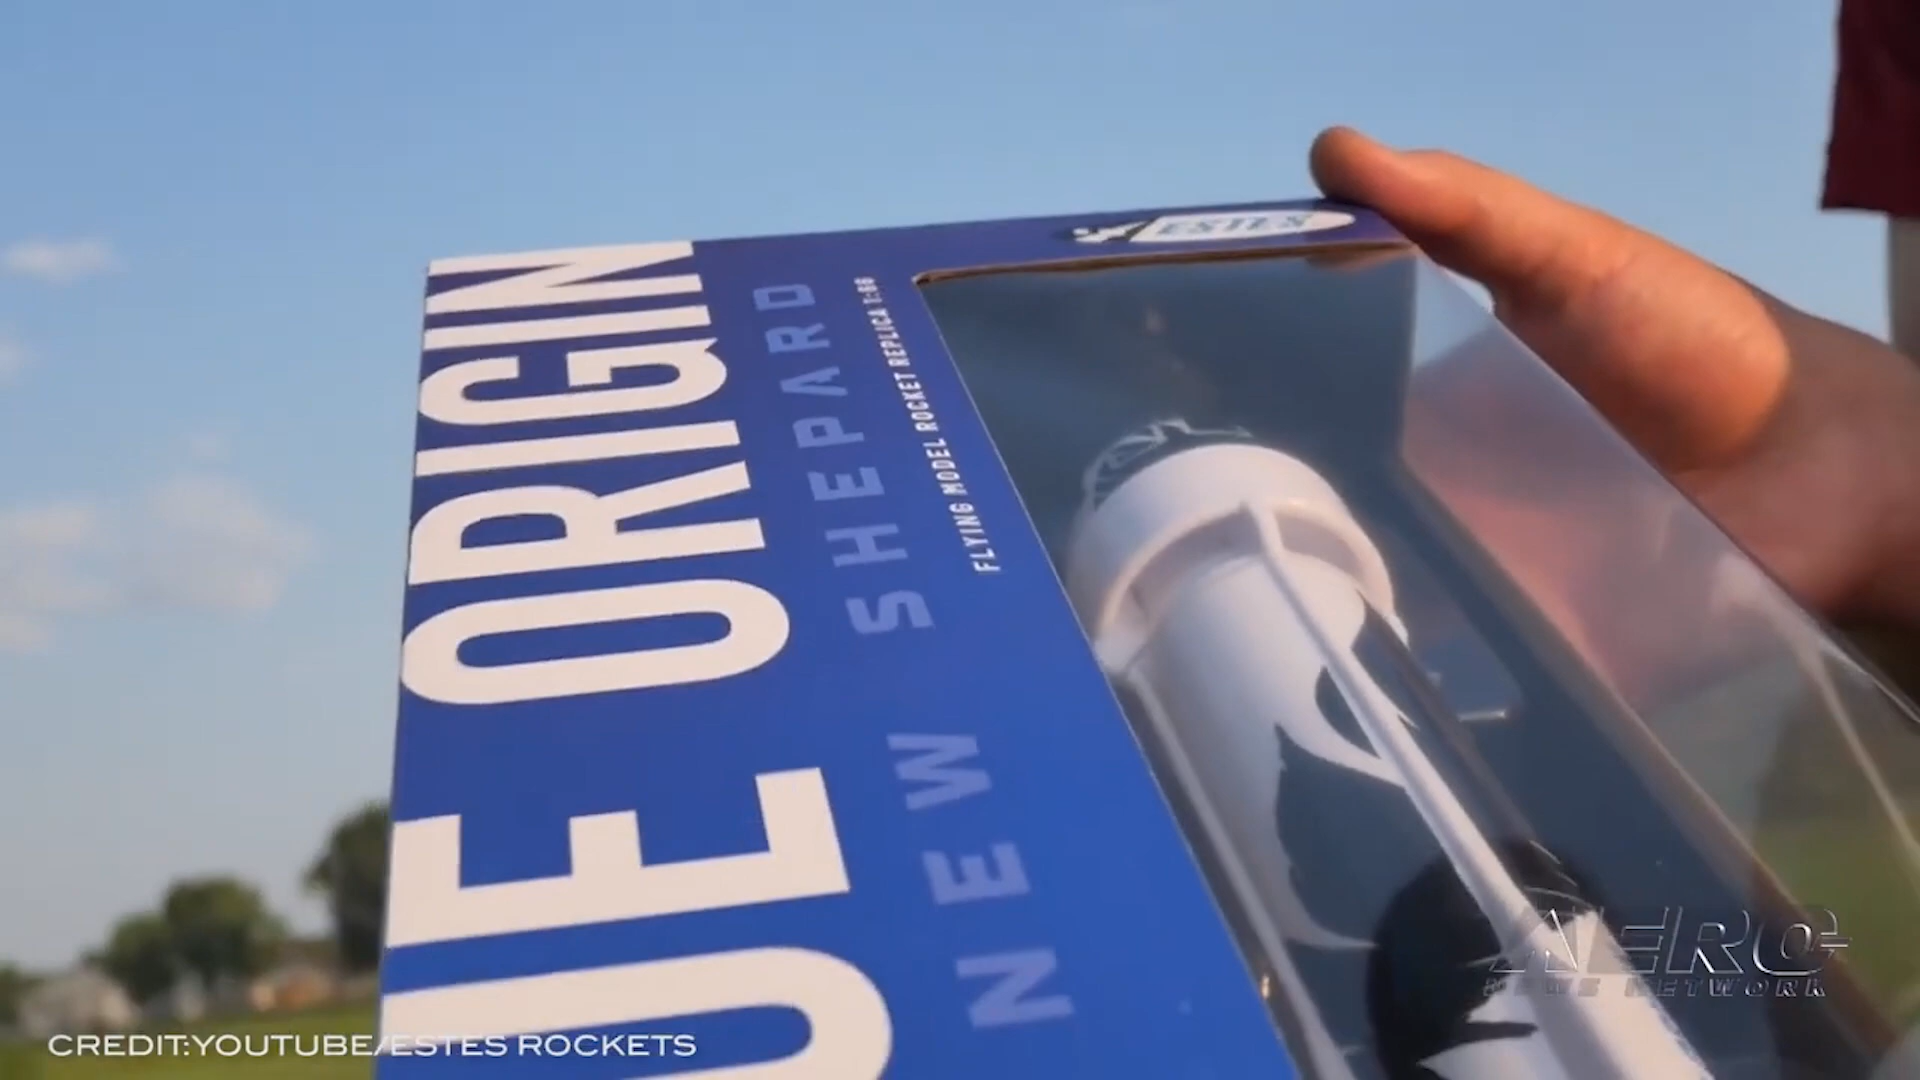 UE ORIGIN
NEW SHEPARD
FLYING MODEL ROCKET REPLICA 1:66
ESTES
AERO
NEWS NETWORK
CREDIT:YOUTUBE/ESTES ROCKETS